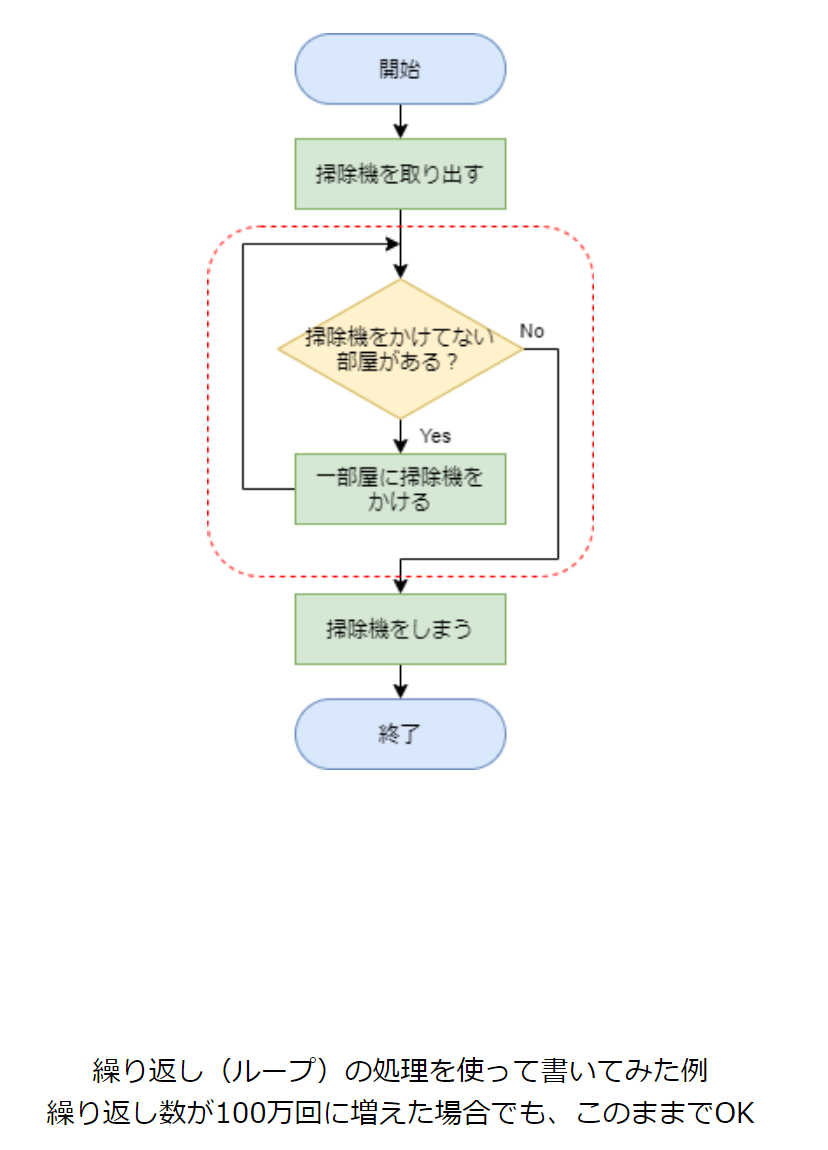 開始
掃除機を取り出す
掃除機をかけてない
部屋がある？
No
Yes
一部屋に掃除機を
かける
掃除機をしまう
終了
繰り返し（ループ）の処理を使って書いてみた例
繰り返し数が100万回に増えた場合でも、このままでOK